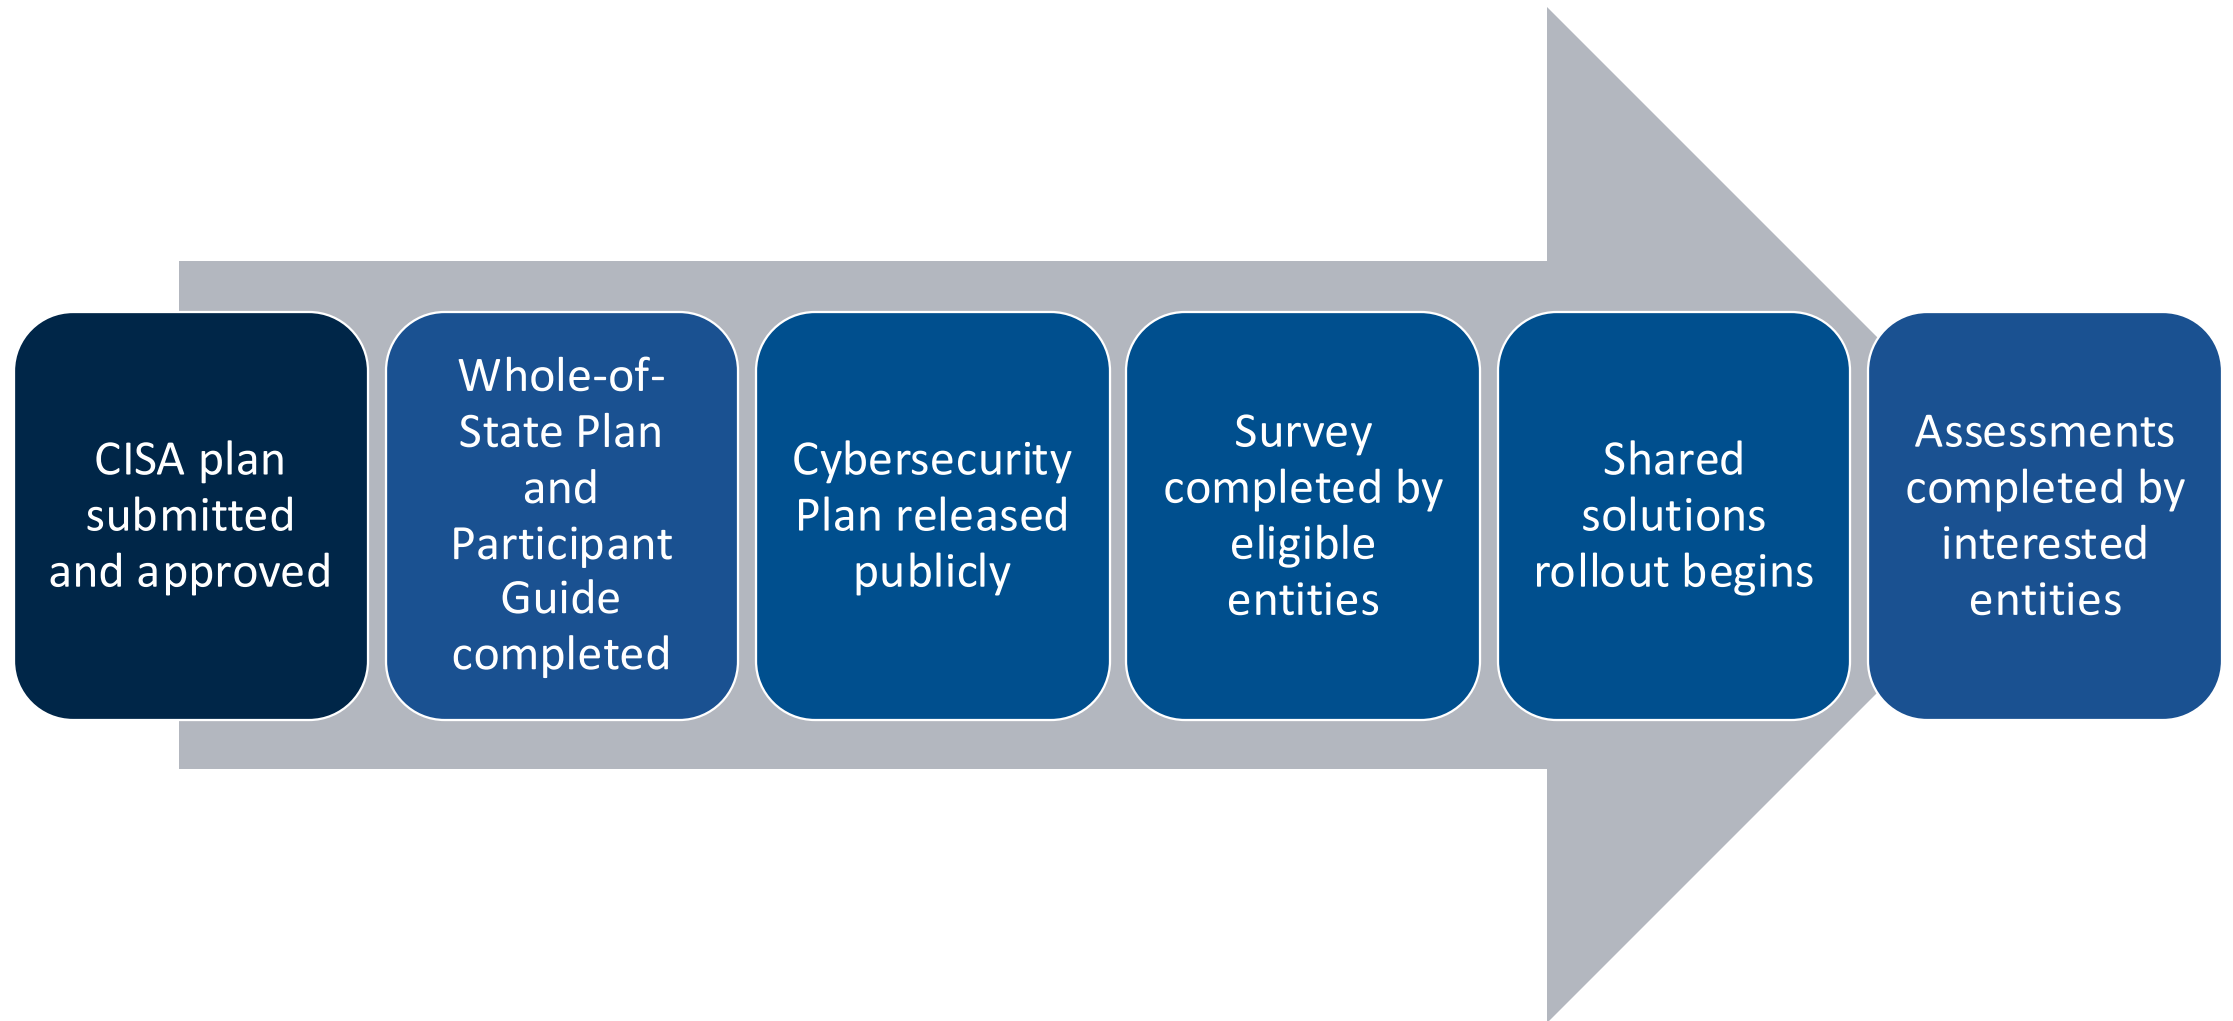 CISA plan
submitted
and approved
Whole-of-
State Plan
and
Participant
Guide
completed
Cybersecurity
Plan released
publicly
Survey
completed by
eligible
entities
Shared
solutions
rollout begins
Assessments
completed by
interested
entities